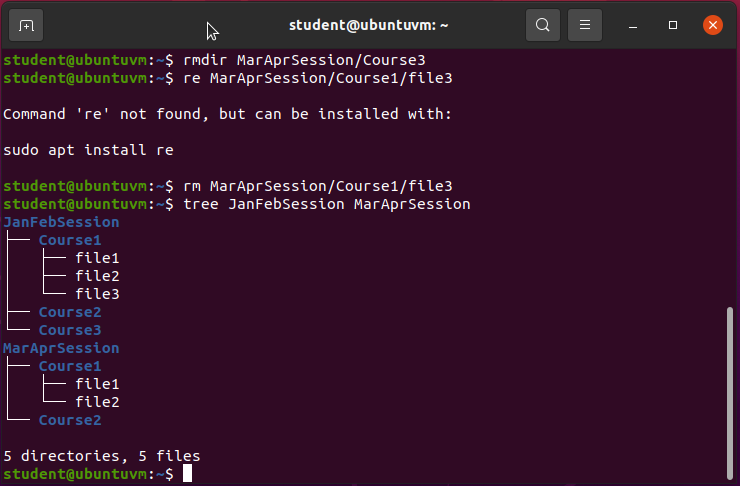 student@ubuntuvm: ~
student@ubuntuvm:~$ rmdir MarAprSession/Course3
student@ubuntuvm:~$ re MarAprSession/Course1/file3

Command 're' not found, but can be installed with:

sudo apt install re

student@ubuntuvm:~$ rm MarAprSession/Course1/file3
student@ubuntuvm:~$ tree JanFebSession MarAprSession
JanFebSession
├── Course1
│   ├── file1
│   ├── file2
│   └── file3
├── Course2
└── Course3
MarAprSession
├── Course1
│   ├── file1
│   └── file2
└── Course2

5 directories, 5 files
student@ubuntuvm:~$